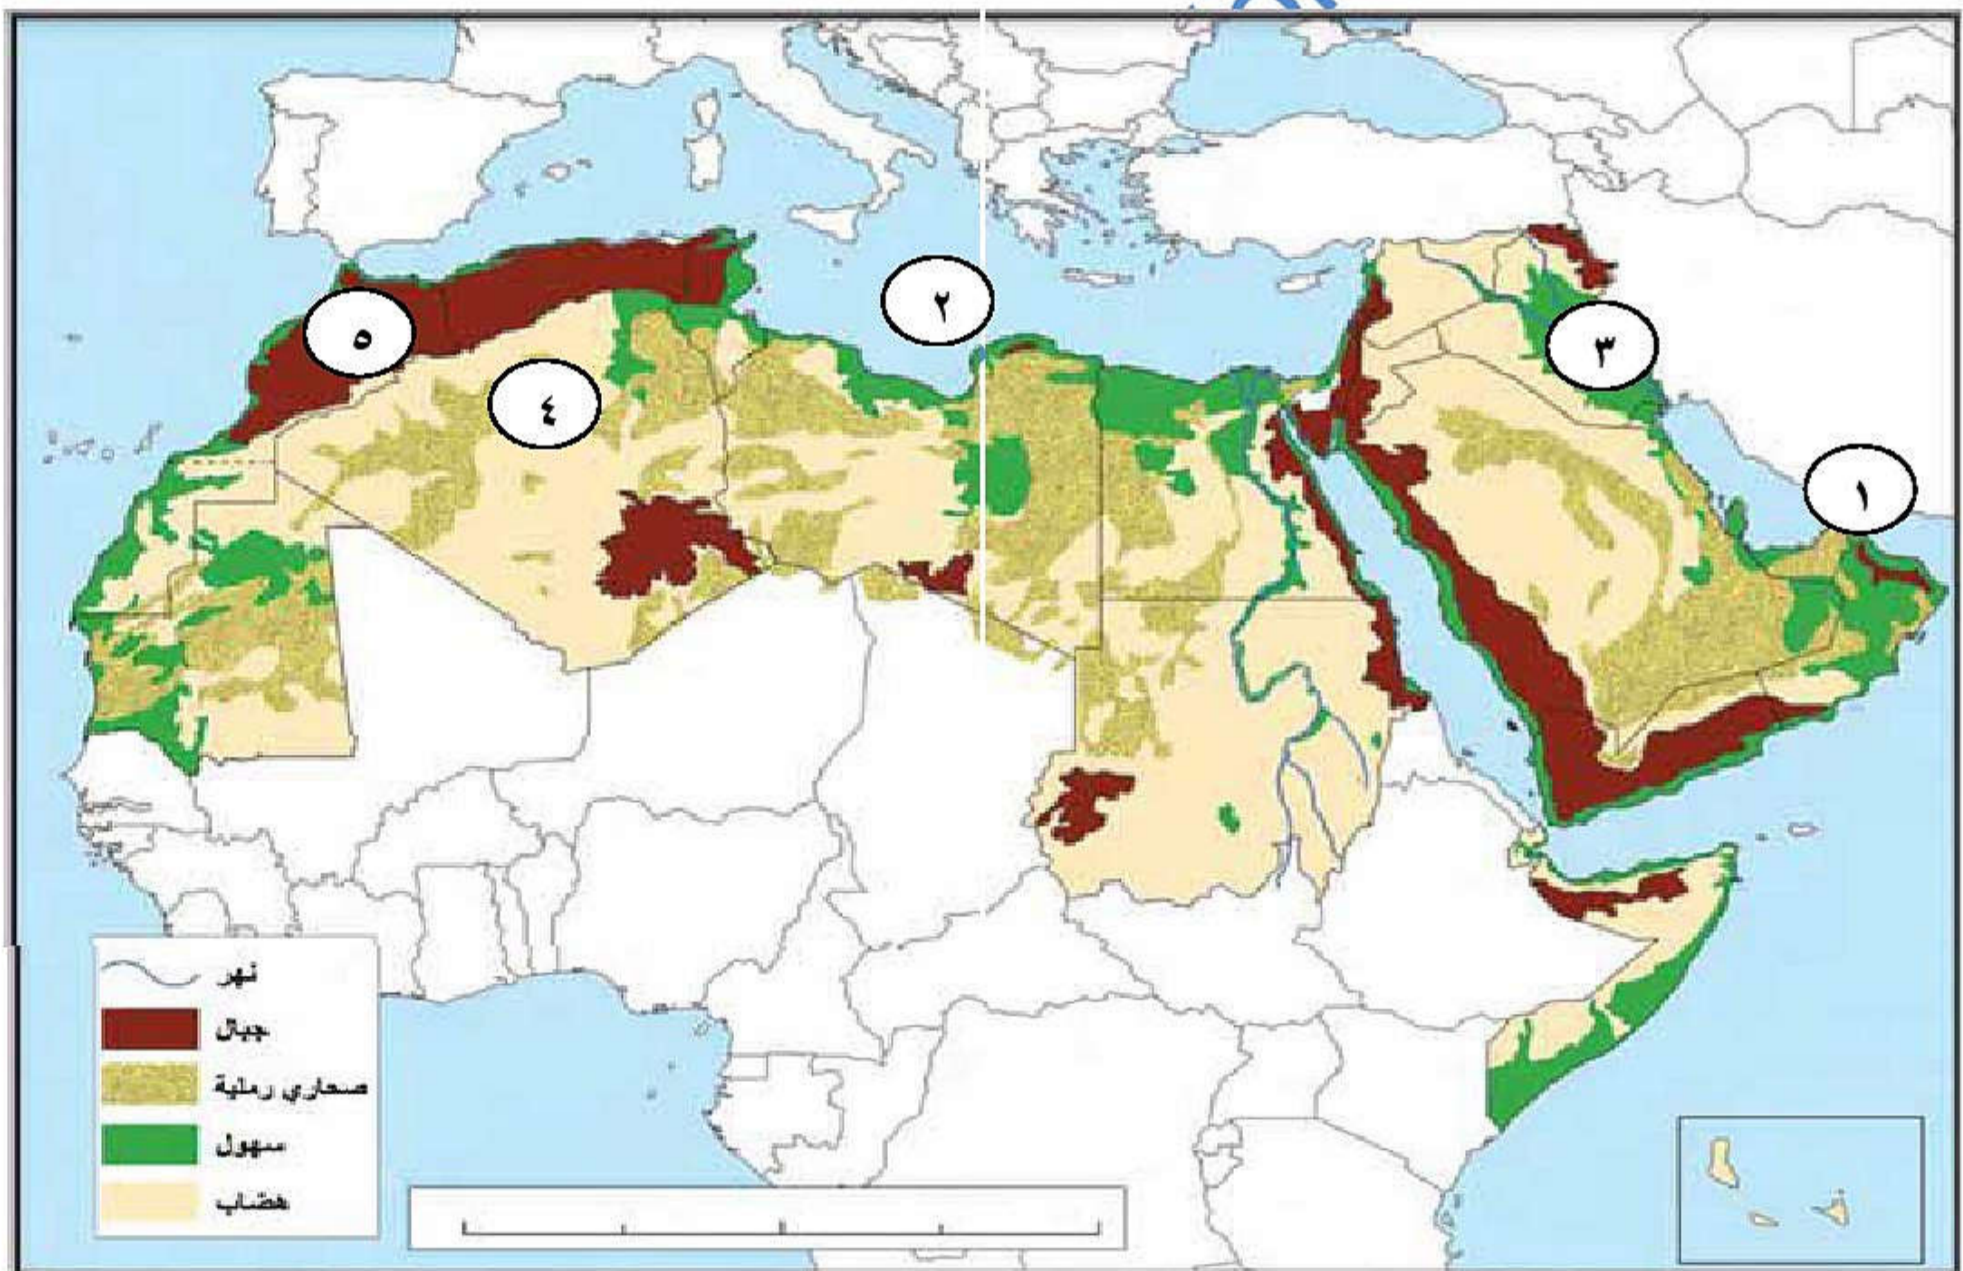 ٢
٥
٣
٤
١
نهر
جبال
صحاري رملية
سهول
هضاب